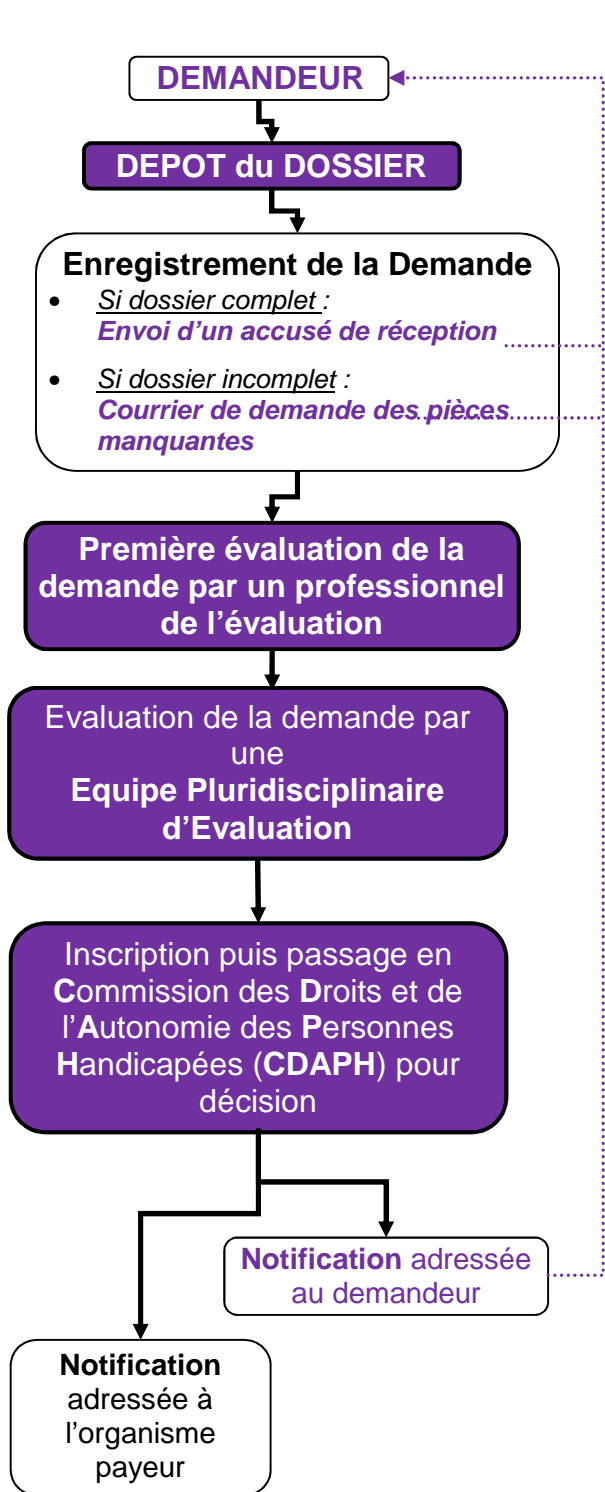 DEMANDEUR
DEPOT du DOSSIER
Enregistrement de la Demande
• Si dossier complet :
Envoi d’un accusé de réception
• Si dossier incomplet :
Courrier de demande des pièces
manquantes
Première évaluation de la
demande par un professionnel
de l’évaluation
Evaluation de la demande par
une
Equipe Pluridisciplinaire
d’Evaluation
Inscription puis passage en
Commission des Droits et de
l’Autonomie des Personnes
Handicapées (CDAPH) pour
décision
Notification adressée
au demandeur
Notification
adressée à
l’organisme
payeur